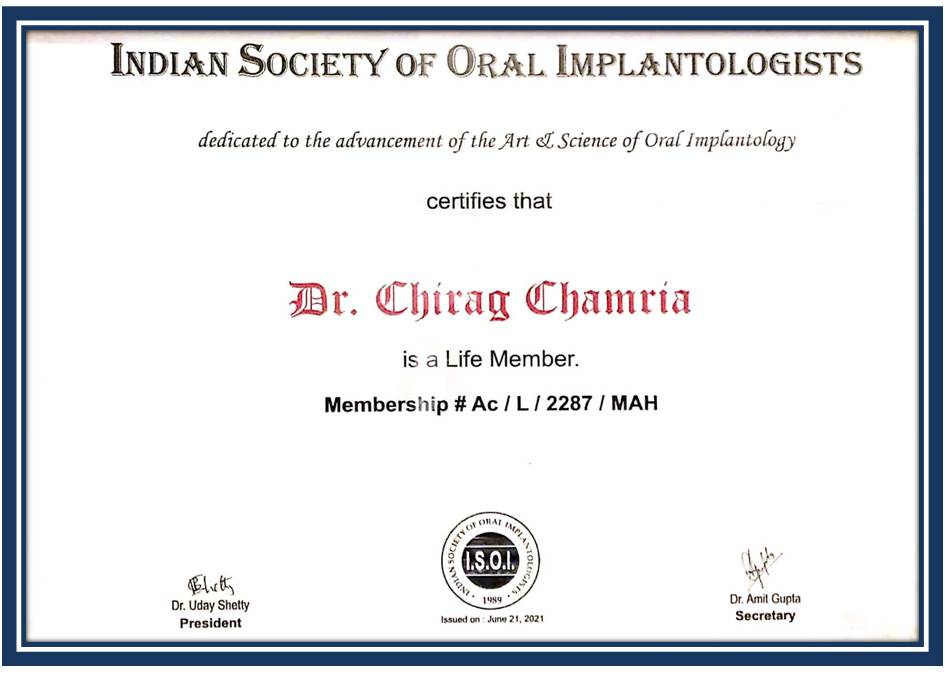 INDIAN SOCIETY OF ORAL IMPLANTOLOGISTS
dedicated to the advancement of the Art & Science of Oral Implantology
certifies that
Dr. Chirag Chamria
is a Life Member.
Membership # Ac / L / 2287 / MAH
INDIAN SOCIETY OF ORAL IMPLANTOLOGISTS
I.S.O.I.
1989
Issued on : June 21, 2021
Dr. Uday Shetty
President
Dr. Amit Gupta
Secretary